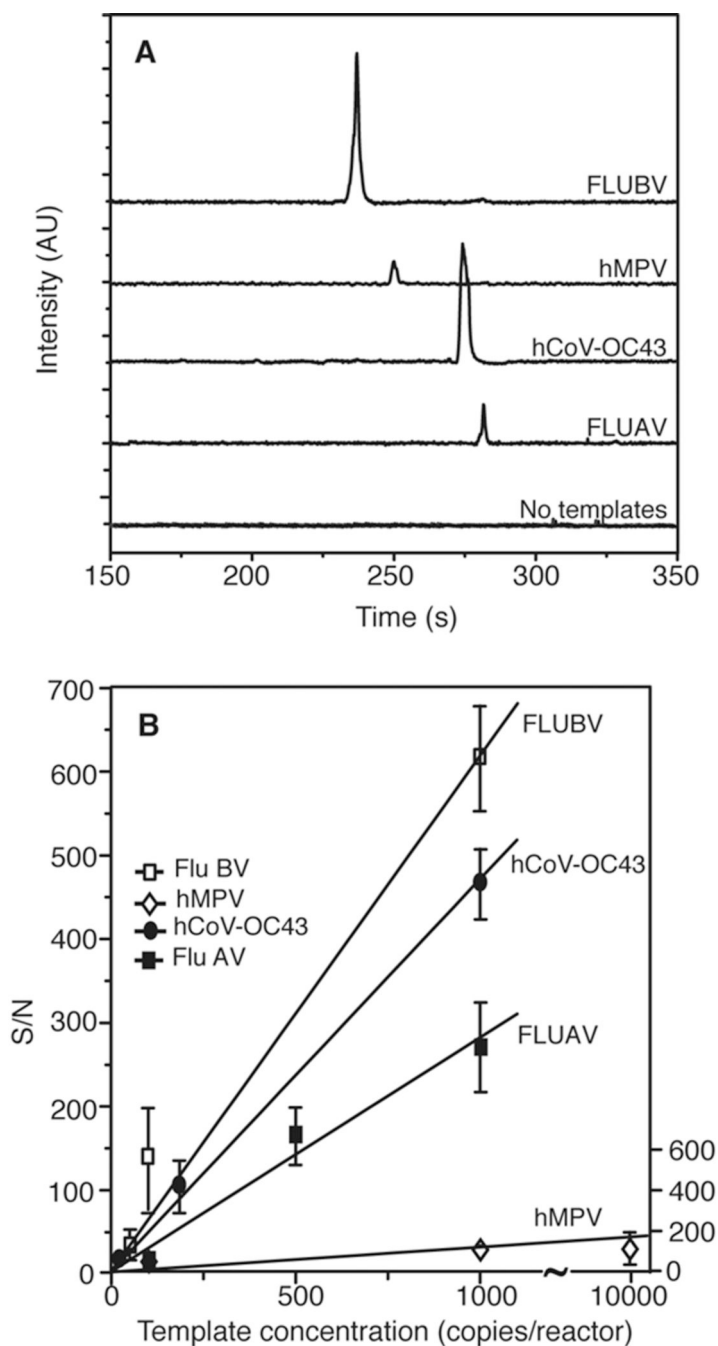 A
FLUBV
hMPV
hCoV-OC43
FLUAV
No templates
Intensity (AU)
150 200 250 300 350
Time (s)
B
700
600
500
400
300
200
100
0
S/N
Flu BV
hMPV
hCoV-OC43
Flu AV
FLUBV
hCoV-OC43
FLUAV
hMPV
600
400
200
0
0 500 1000 ~ 10000
Template concentration (copies/reactor)